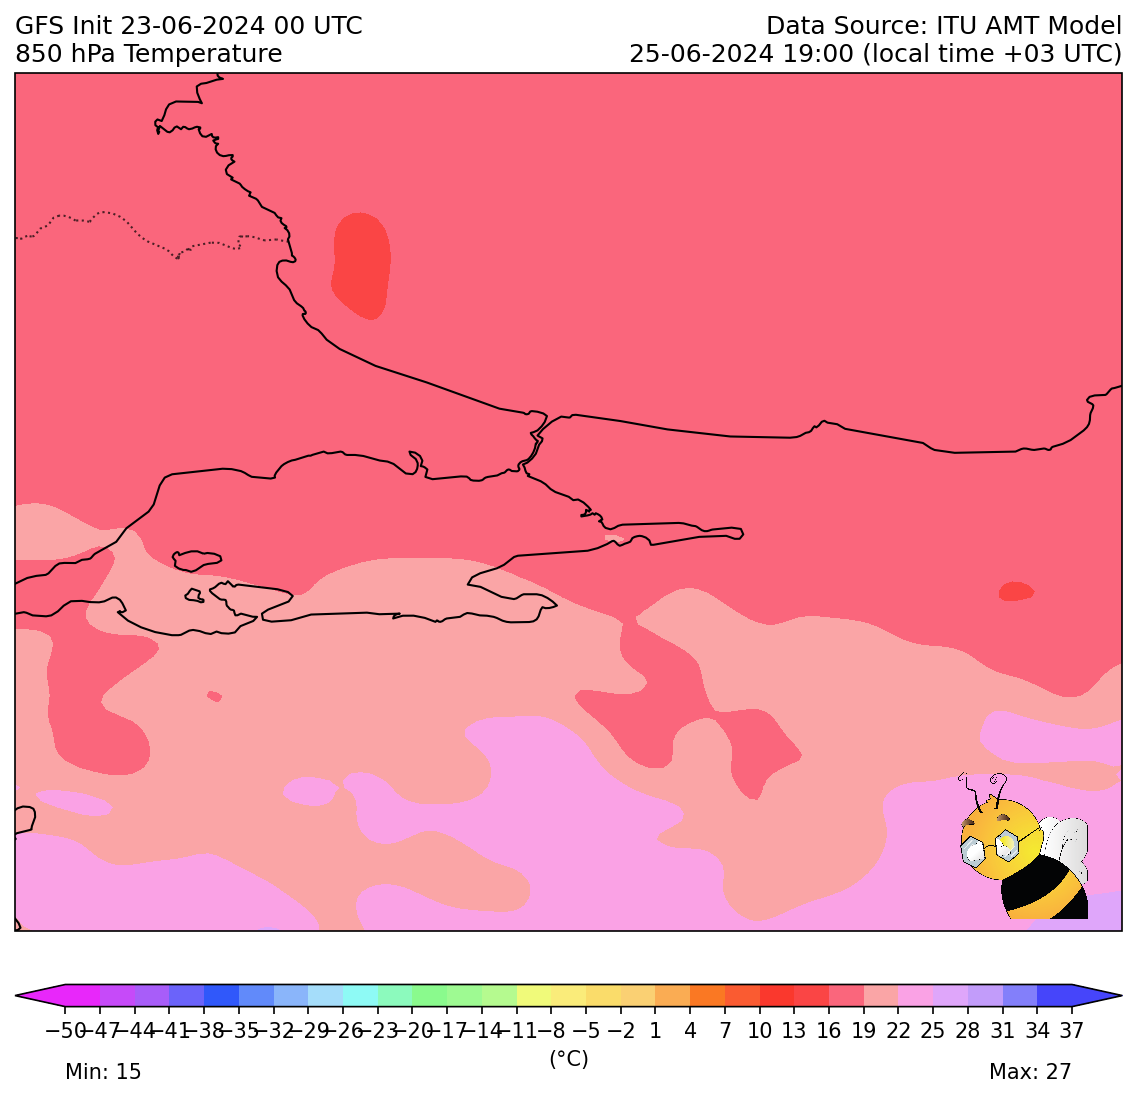 GFS Init 23-06-2024 00 UTC
Data Source: ITU AMT Model
850 hPa Temperature
25-06-2024 19:00 (local time +03 UTC)
−50 −47 −44 −41 −38 −35 −32 −29 −26 −23 −20 −17 −14 −11 −8 −5 −2 1 4 7 10 13 16 19 22 25 28 31 34 37
(°C)
Min: 15
Max: 27